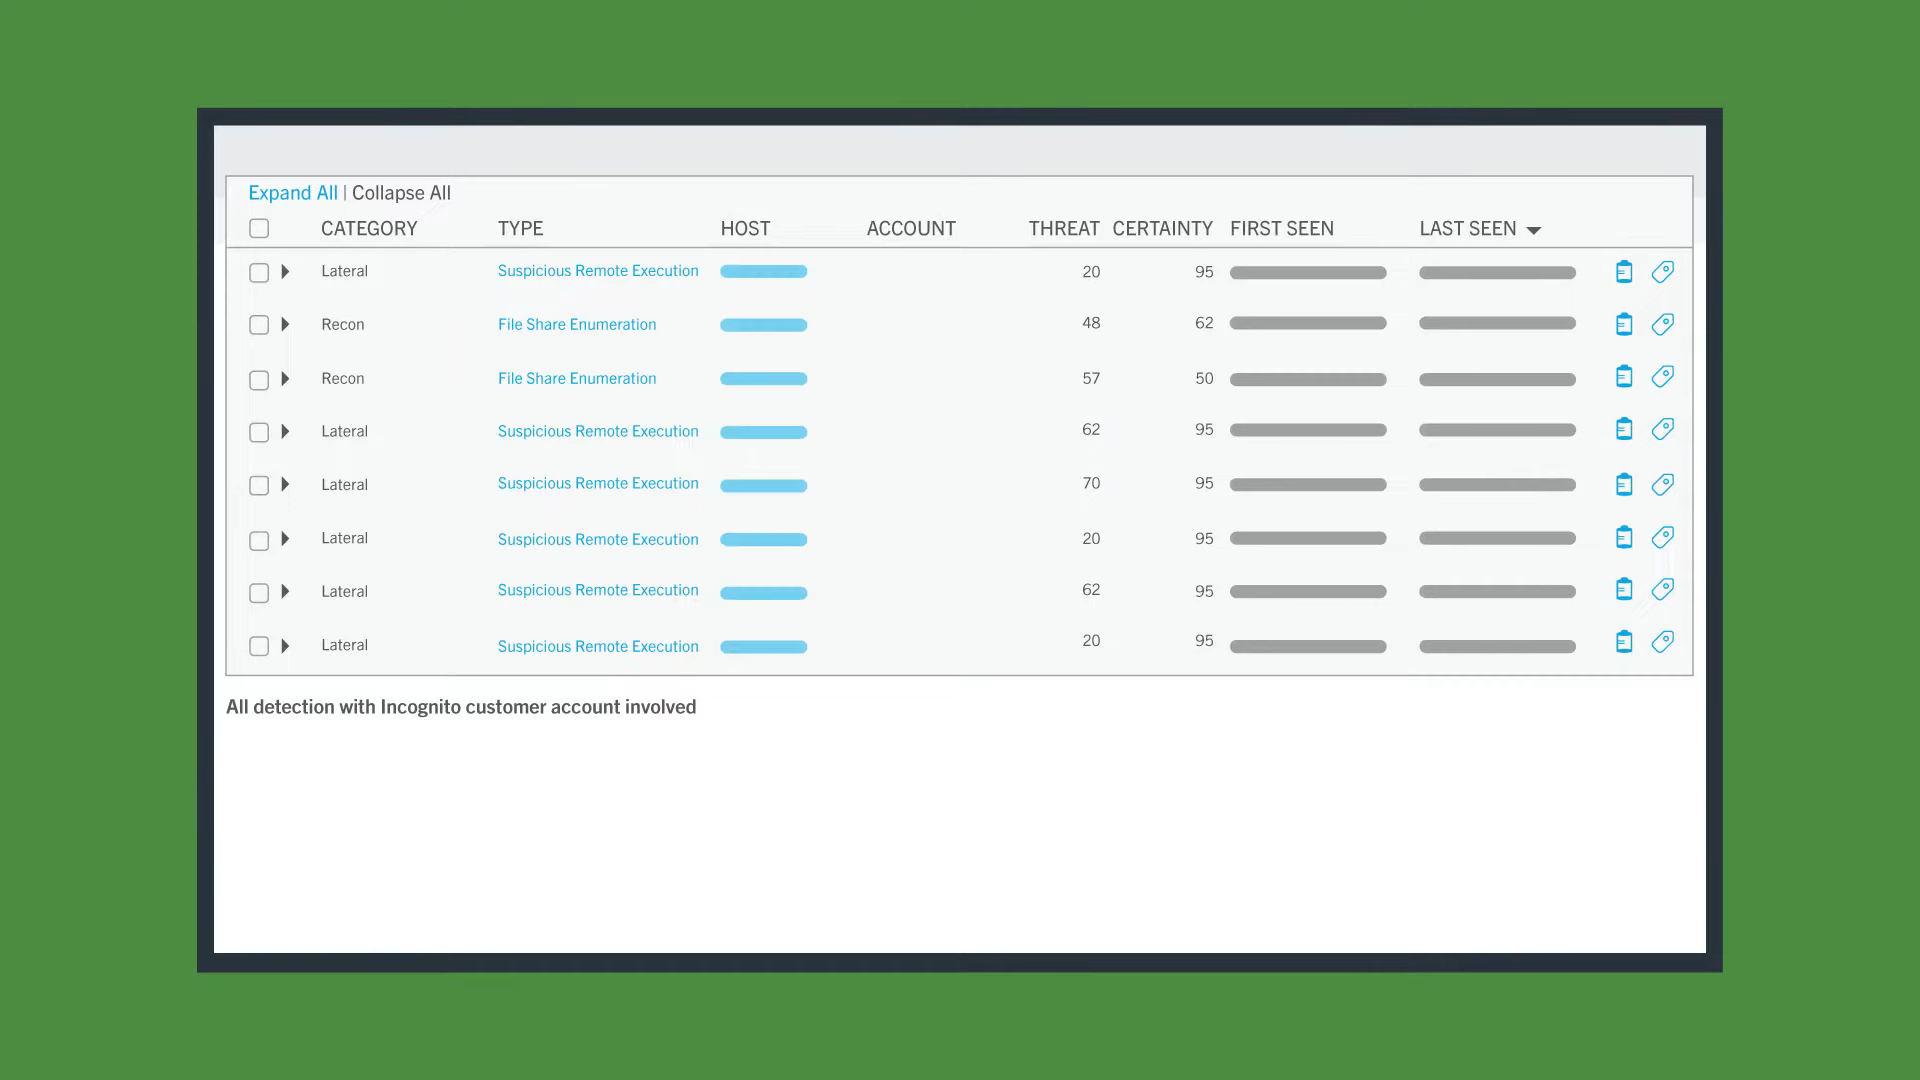 Expand All | Collapse All
CATEGORY TYPE HOST ACCOUNT THREAT CERTAINTY FIRST SEEN LAST SEEN
Lateral Suspicious Remote Execution 20 95
Recon File Share Enumeration 48 62
Recon File Share Enumeration 57 50
Lateral Suspicious Remote Execution 62 95
Lateral Suspicious Remote Execution 70 95
Lateral Suspicious Remote Execution 20 95
Lateral Suspicious Remote Execution 62 95
Lateral Suspicious Remote Execution 20 95
All detection with Incognito customer account involved